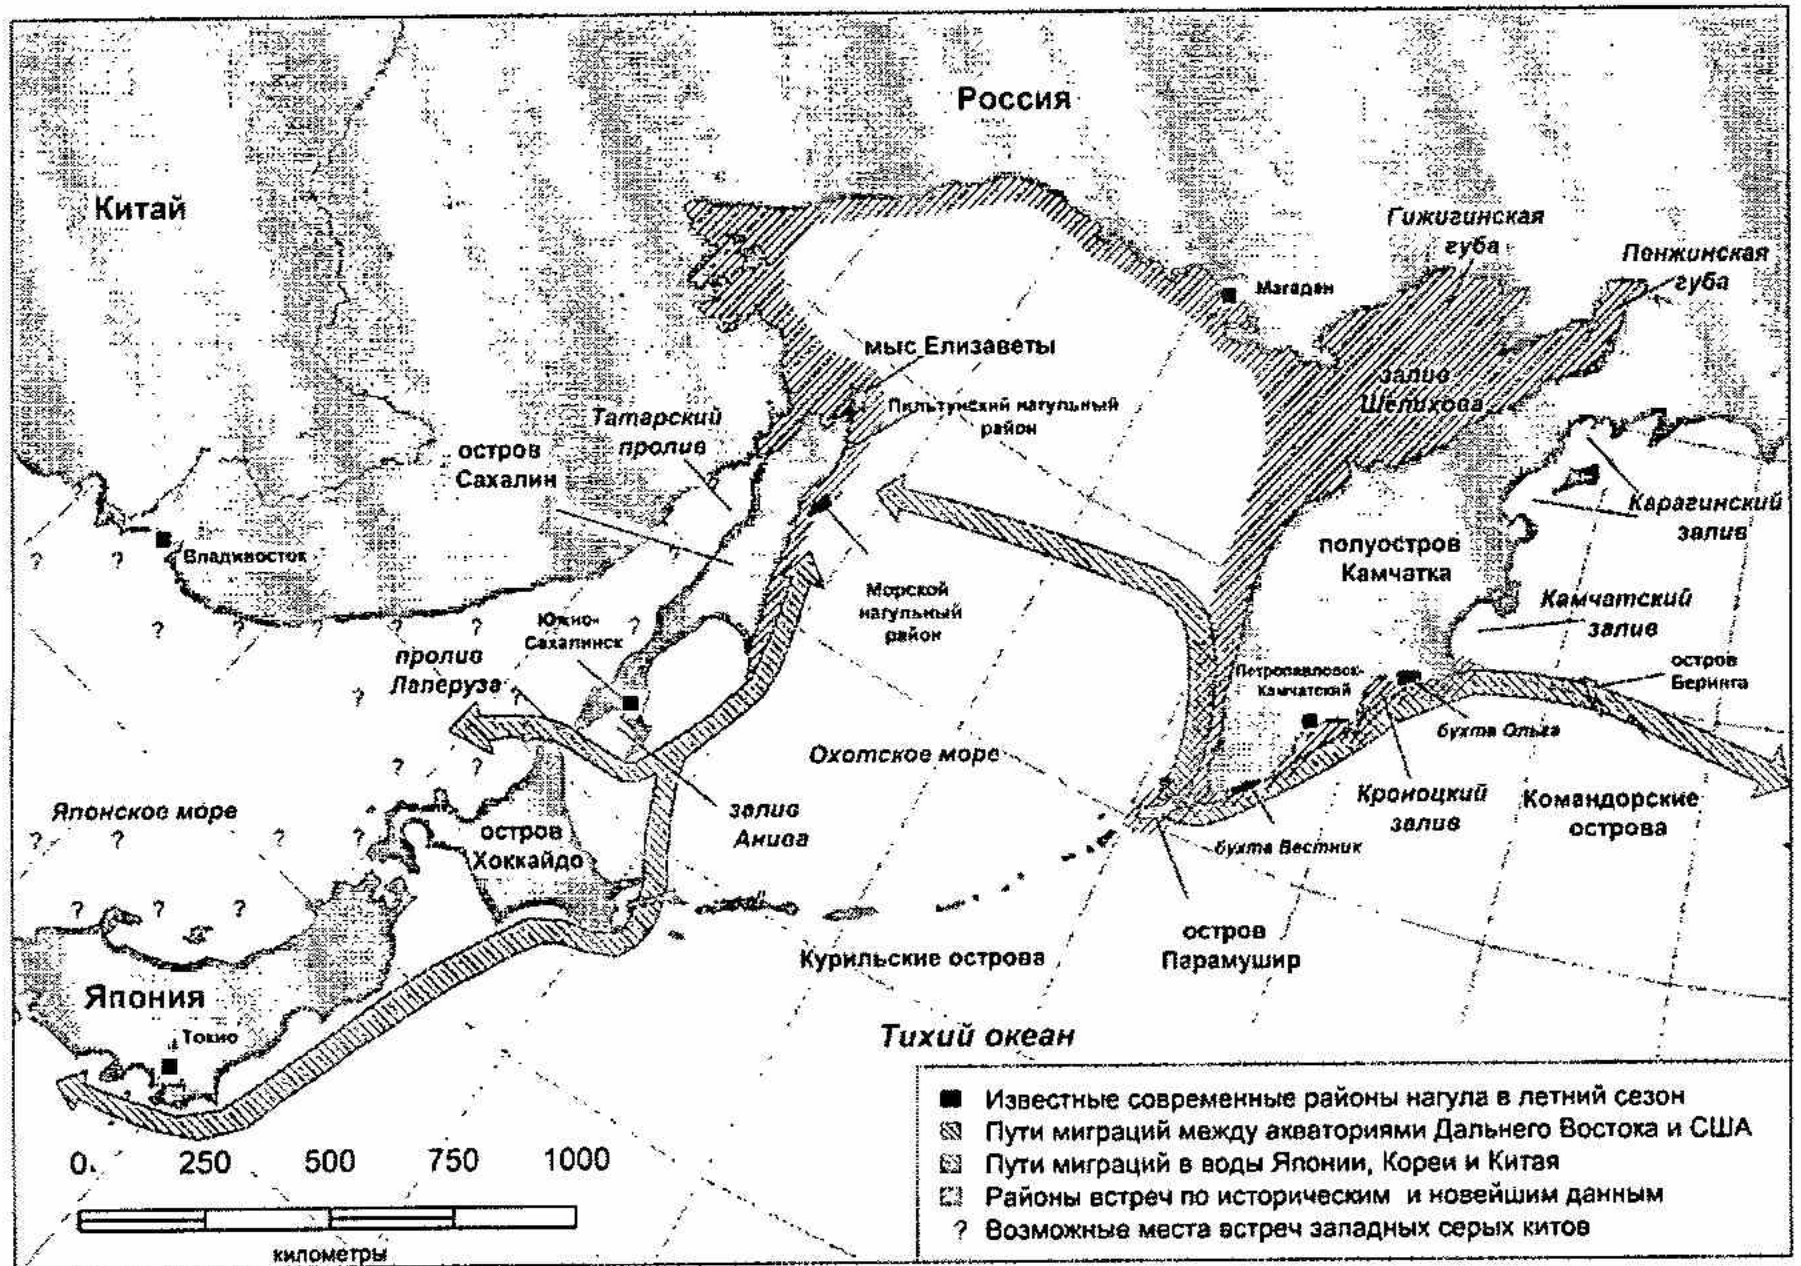 Россия
Китай
Гижигинская
губа
Пенжинская
губа
Магадан
мыс Елизаветы
залив
Шелихова
Пильтунский нагульный
район
Татарский
пролив
остров
Сахалин
Карагинский
залив
полуостров
Камчатка
Владивосток
?
?
Морской
нагульный
район
Камчатский
залив
Южно-
Сахалинск
?
?
?
?
?
?
пролив
Лаперуза
остров
Беринга
Петропавловск-
Камчатский
?
?
бухта Ольга
Охотское море
?
?
Японское море
залив
Анива
Кроноцкий
залив
Командорские
острова
остров
Хоккайдо
?
?
?
?
бухта Вестник
?
?
?
остров
Парамушир
Курильские острова
Япония
Токио
Тихий океан
Известные современные районы нагула в летний сезон
Пути миграций между акваториями Дальнего Востока и США
Пути миграций в воды Японии, Кореи и Китая
Районы встреч по историческим и новейшим данным
? Возможные места встреч западных серых китов
0 250 500 750 1000
километры